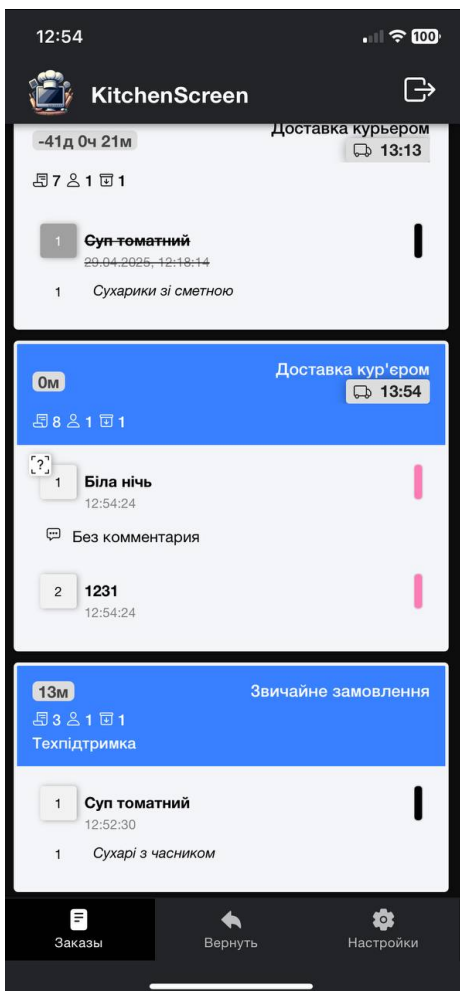 12:54
100
KitchenScreen
Доставка курьером
-41д 0ч 21м
13:13
7 1 1
1 Суп томатний
29.04.2025, 12:18:14
1 Сухарики зі сметною
Доставка кур'єром
0м
13:54
8 1 1
[?]
1 Біла нічь
12:54:24
Без комментария
2 1231
12:54:24
13м Звичайне замовлення
3 1 1
Техпідтримка
1 Суп томатний
12:52:30
1 Сухарі з часником
Заказы Вернуть Настройки